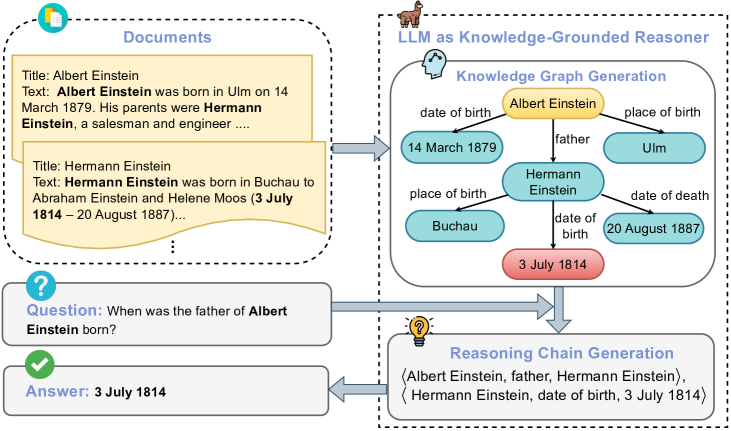 Documents
Title: Albert Einstein
Text: Albert Einstein was born in Ulm on 14
March 1879. His parents were Hermann
Einstein, a salesman and engineer ....
Title: Hermann Einstein
Text: Hermann Einstein was born in Buchau to
Abraham Einstein and Helene Moos (3 July
1814 – 20 August 1887)...
Question: When was the father of Albert
Einstein born?
Answer: 3 July 1814
LLM as Knowledge-Grounded Reasoner
Knowledge Graph Generation
Albert Einstein
date of birth
place of birth
father
14 March 1879
Ulm
Hermann
Einstein
place of birth
date of death
date of
birth
Buchau
20 August 1887
3 July 1814
Reasoning Chain Generation
⟨Albert Einstein, father, Hermann Einstein⟩,
⟨ Hermann Einstein, date of birth, 3 July 1814⟩